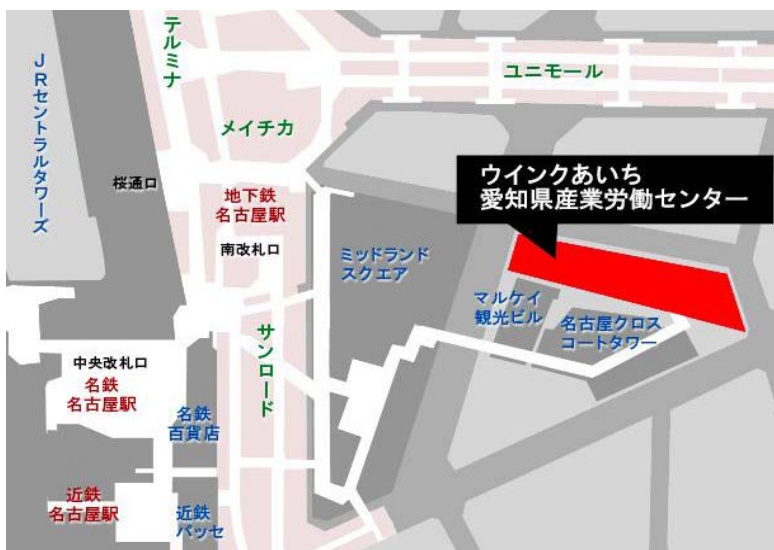 テルミナ
JRセントラルタワーズ
ユニモール
メイチカ
桜通口
地下鉄
名古屋駅
南改札口
ウインクあいち
愛知県産業労働センター
ミッドランド
スクエア
マルケイ
観光ビル
名古屋クロス
コートタワー
サンロード
中央改札口
名鉄
名古屋駅
名鉄
百貨店
近鉄
名古屋駅
近鉄
パッセ